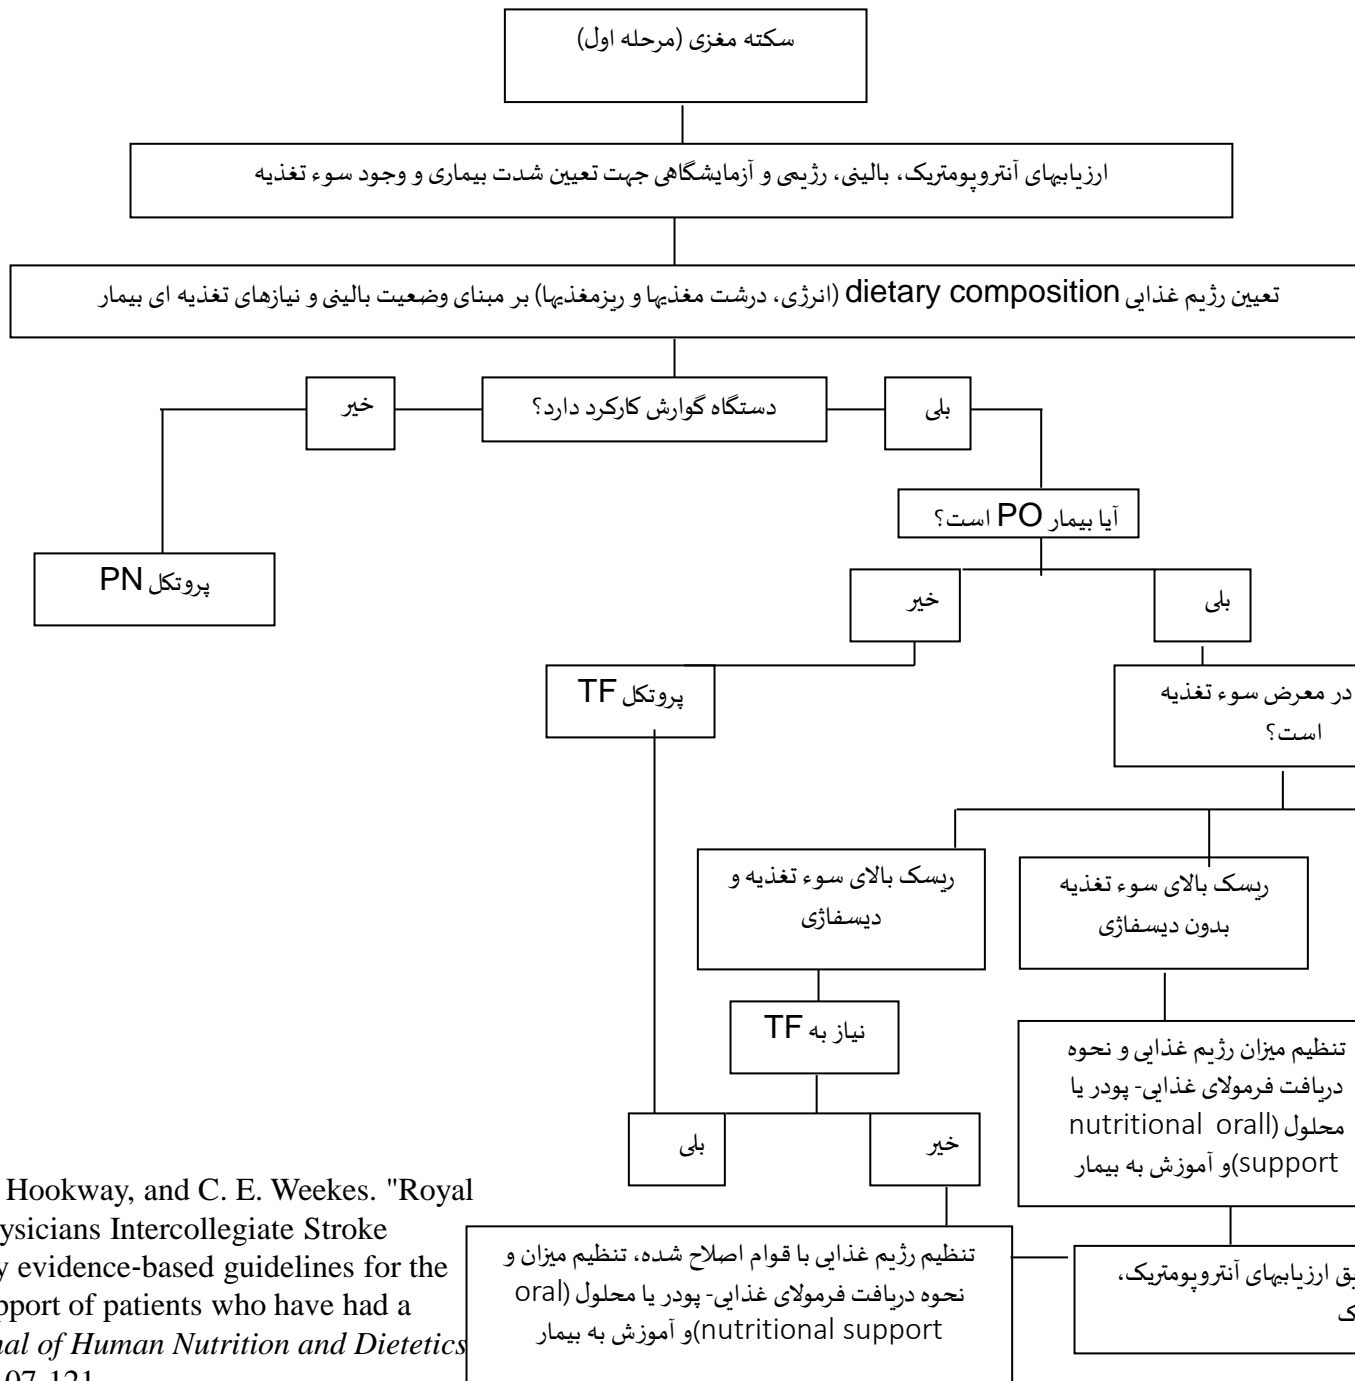 سکته مغزی (مرحله اول)
ارزیابیهای آنتروپومتریک، بالینی، رژیمی و آزمایشگاهی جهت تعیین شدت بیماری و وجود سوء تغذیه
تعیین رژیم غذایی dietary composition (انرژی، درشت مغذیها و ریزمغذیها) بر مبنای وضعیت بالینی و نیازهای تغذیه ای بیمار
دستگاه گوارش کارکرد دارد؟
بلی
خیر
آیا بیمار PO است؟
پروتکل PN
بلی
خیر
در معرض سوء تغذیه
است؟
پروتکل TF
ریسک بالای سوء تغذیه
بدون دیسفاژی
ریسک بالای سوء تغذیه و
دیسفاژی
نیاز به TF
تنظیم میزان رژیم غذایی و نحوه
دریافت فرمولای غذایی- پودر یا
محلول (nutritional orall
support)و آموزش به بیمار
خیر
بلی
تنظیم رژیم غذایی با قوام اصلاح شده، تنظیم میزان و
نحوه دریافت فرمولای غذایی- پودر یا محلول (oral
nutritional support)و آموزش به بیمار
یق ارزیابیهای آنتروپومتریک،
ک
Hookway, and C. E. Weekes. "Royal
ysicians Intercollegiate Stroke
y evidence-based guidelines for the
pport of patients who have had a
nal of Human Nutrition and Dietetics
07-121